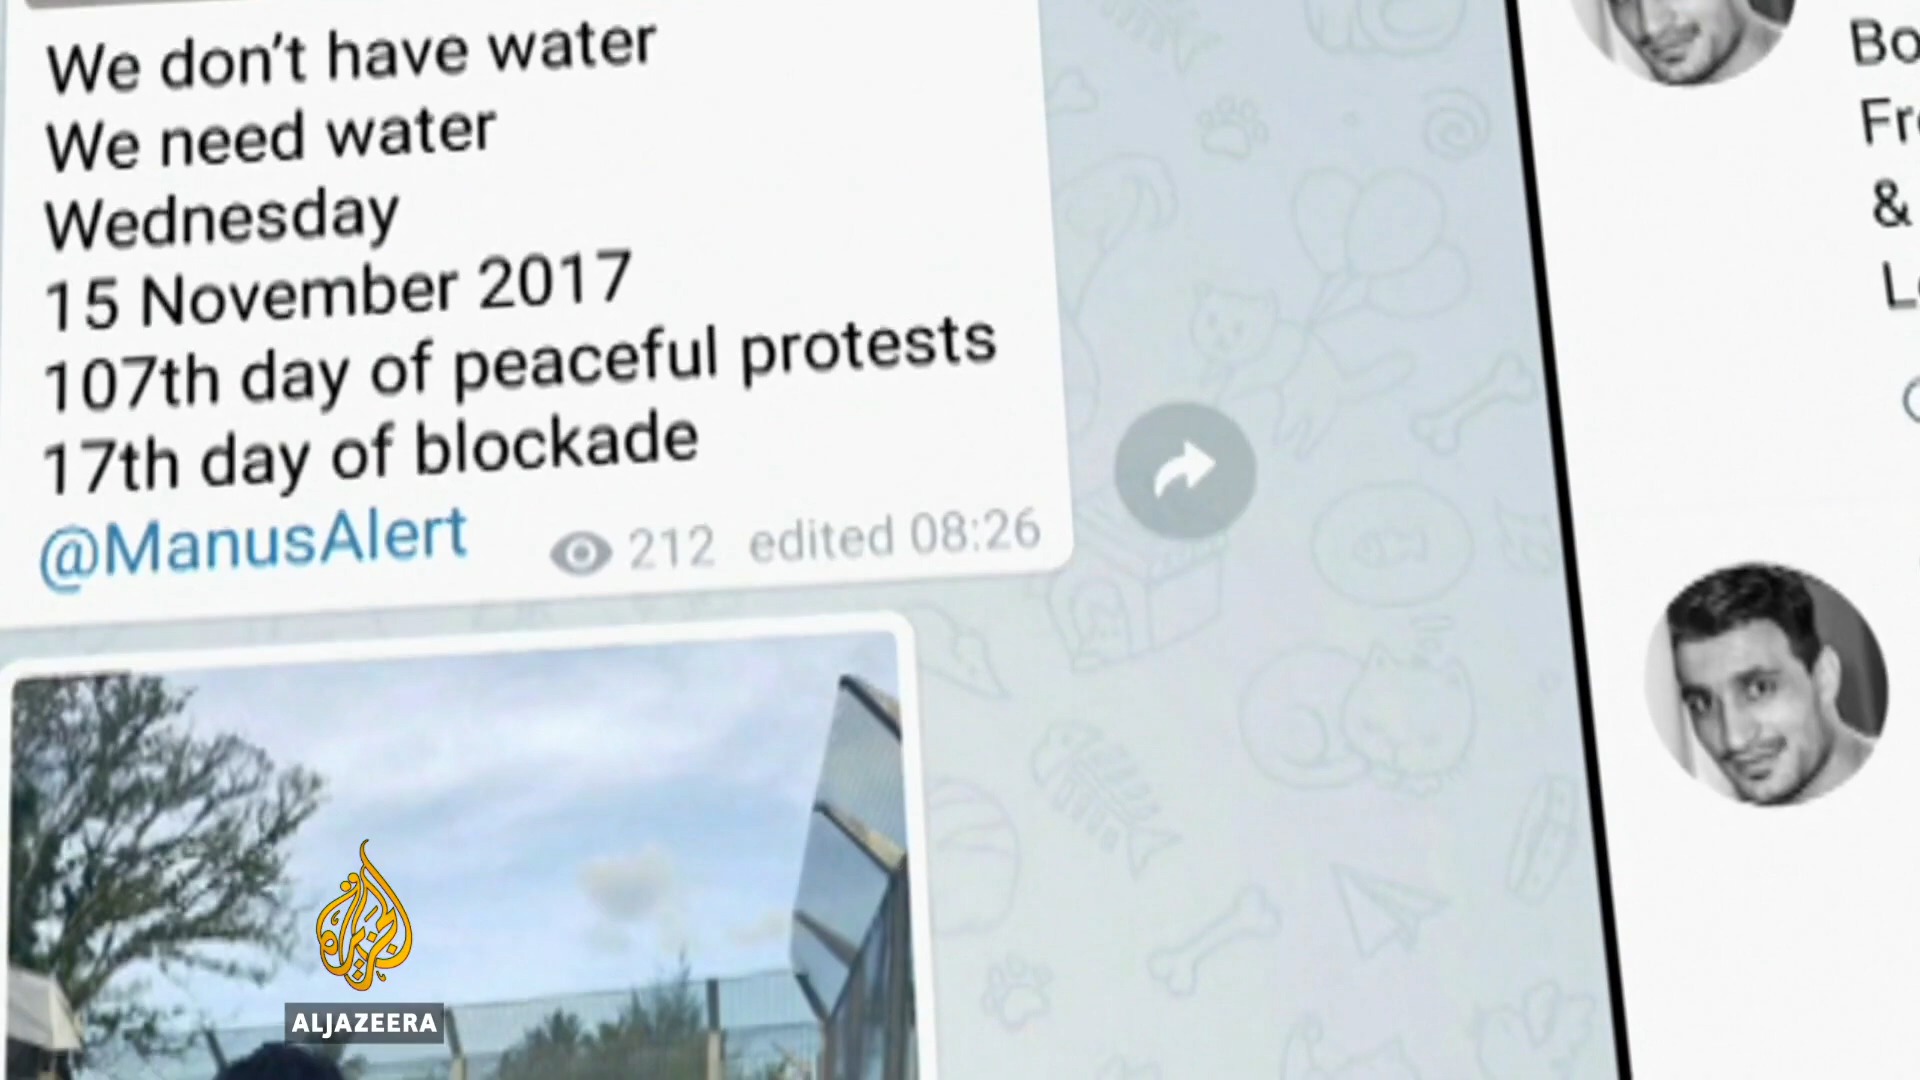 We don't have water
We need water
Wednesday
15 November 2017
107th day of peaceful protests
17th day of blockade
@ManusAlert
212 edited 08:26
&
الجزيرة
ALJAZEERA